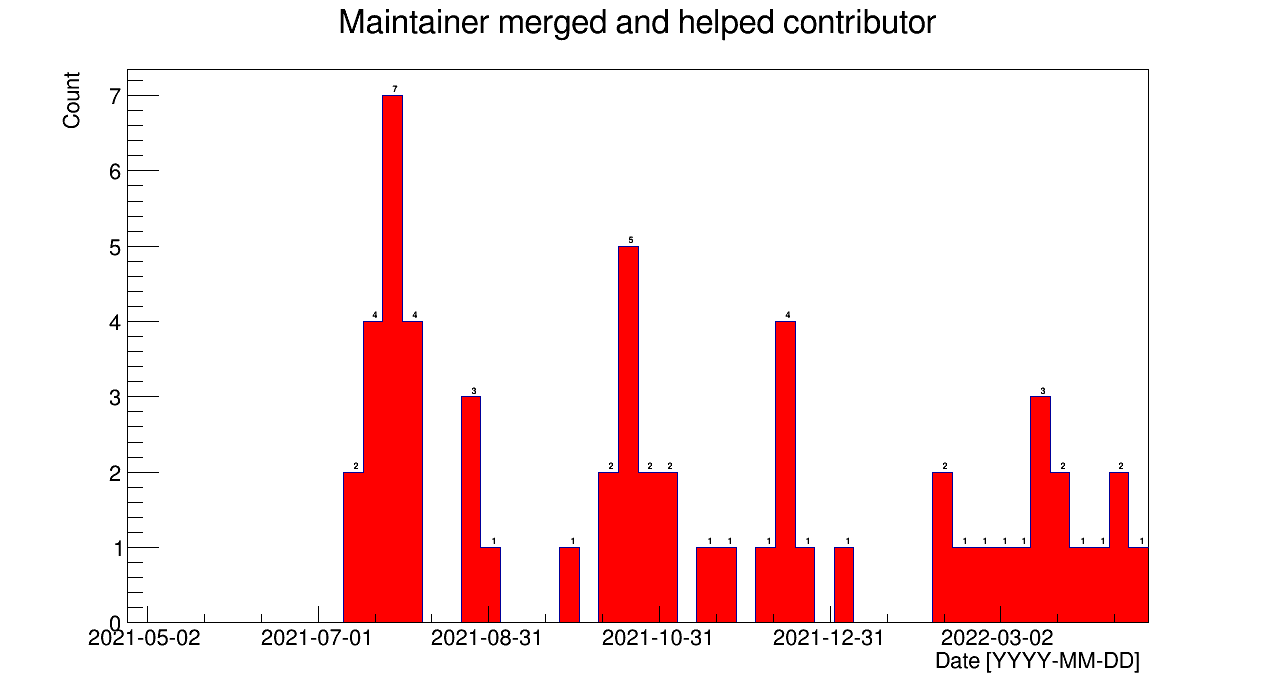 Maintainer merged and helped contributor
Count
7
6
5
4
3
2
1
0
2 4 7 4 3 1 1 2 5 2 2 1 1 1 4 1 1 2 1 1 1 1 3 2 1 1 2 1
2021-05-02 2021-07-01 2021-08-31 2021-10-31 2021-12-31 2022-03-02
Date [YYYY-MM-DD]